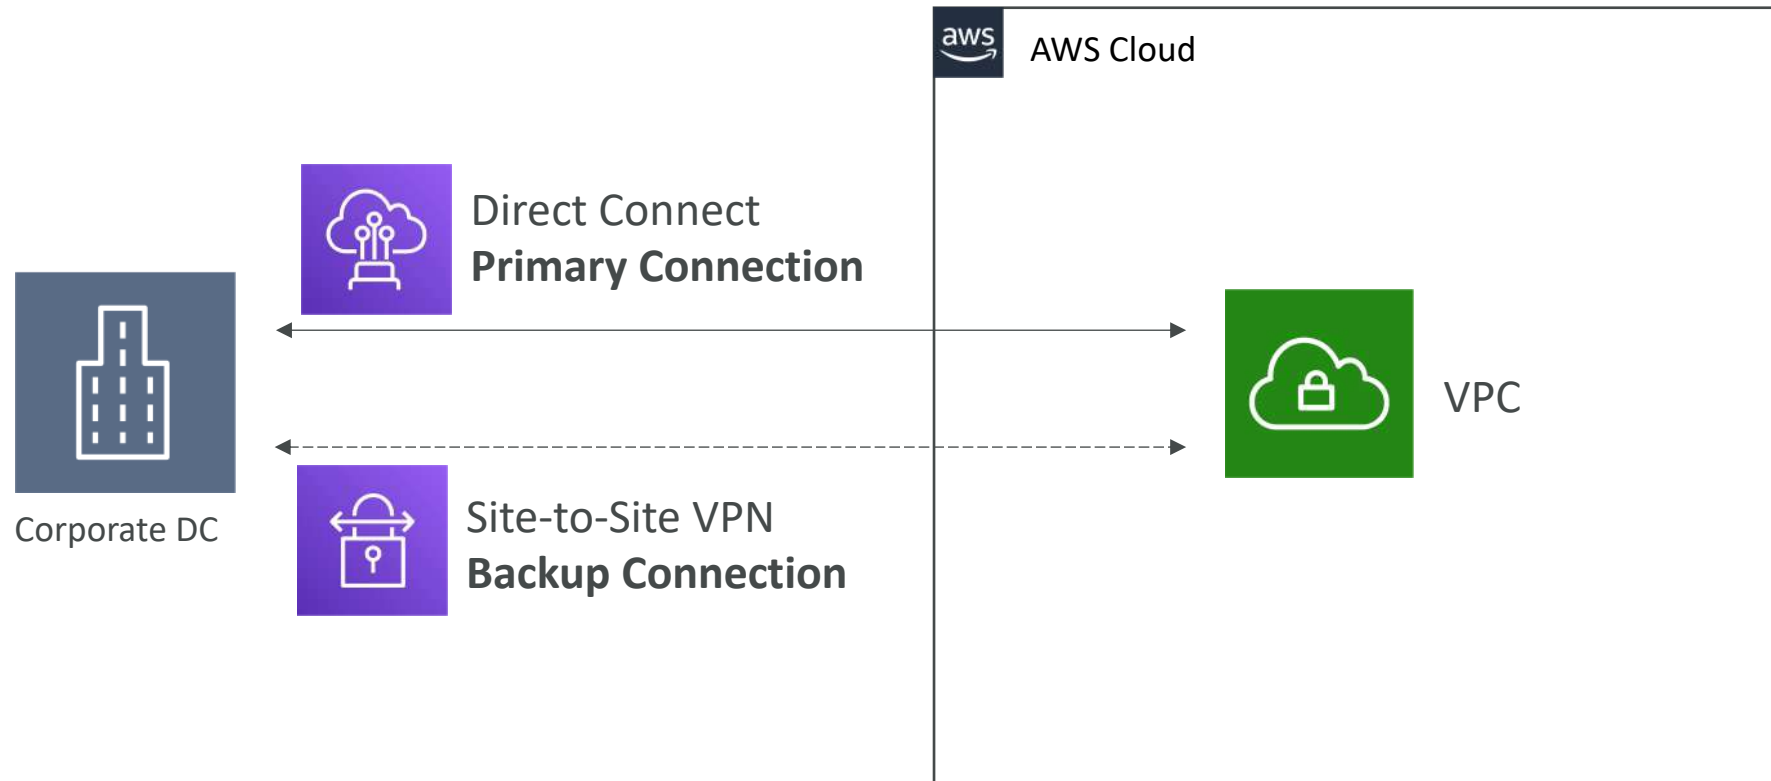 aws
AWS Cloud
Direct Connect
Primary Connection
VPC
Corporate DC
Site-to-Site VPN
Backup Connection